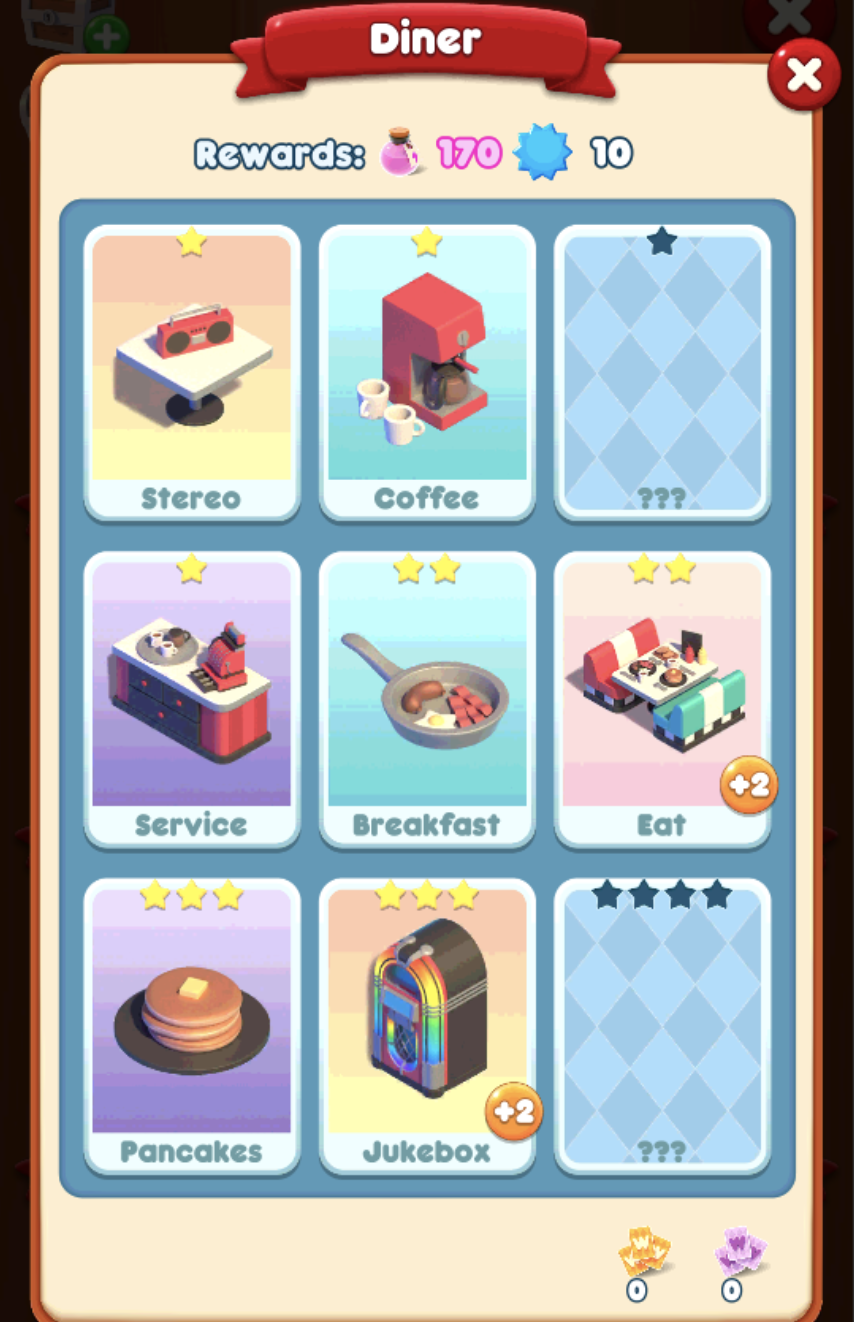 Diner
Rewards: 170 10
Stereo
Coffee
???
Service
Breakfast
Eat
+2
Pancakes
Jukebox
+2
???
0
0